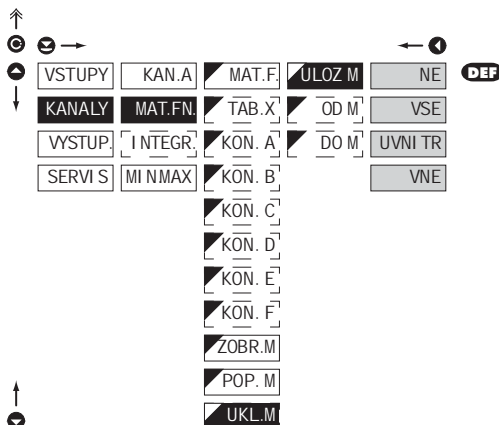 VSTUPY KAN.A MAT.F. ULOZ M NE DEF
KANALY MAT.FN. TAB.X OD M VSE
VYSTUP. INTEGR. KON. A DO M UVNITR
SERVIS MINMAX KON. B VNE
KON. C
KON. D
KON. E
KON. F
ZOBR.M
POP. M
UKL.M